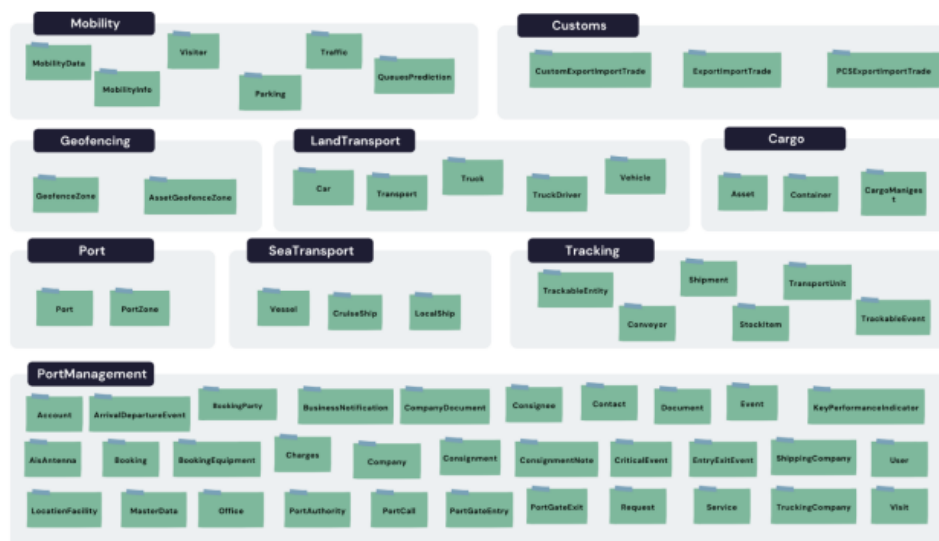 Mobility
MobilityData
MobilityInfo
Visitor
Parking
Traffic
QueuesPrediction
Customs
CustomExportImportTrade
ExportImportTrade
PCSExportImportTrade
Geofencing
GeofenceZone
AssetGeofenceZone
LandTransport
Car
Transport
Truck
TruckDriver
Vehicle
Cargo
Asset
Container
CargoManiges
t
Port
Port
PortZone
SeaTransport
Vessel
CruiseShip
LocalShip
Tracking
TrackableEntity
Conveyor
Shipment
StockItem
TransportUnit
TrackableEvent
PortManagement
Account
ArrivalDepartureEvent
BookingParty
BusinessNotification
CompanyDocument
Consignee
Contact
Document
Event
KeyPerformanceIndicator
AisAntenna
Booking
BookingEquipment
Charges
Company
Consignment
ConsignmentNote
CriticalEvent
EntryExitEvent
ShippingCompany
User
LocationFacility
MasterData
Office
PortAuthority
PortCall
PortGateEntry
PortGateExit
Request
Service
TruckingCompany
Visit